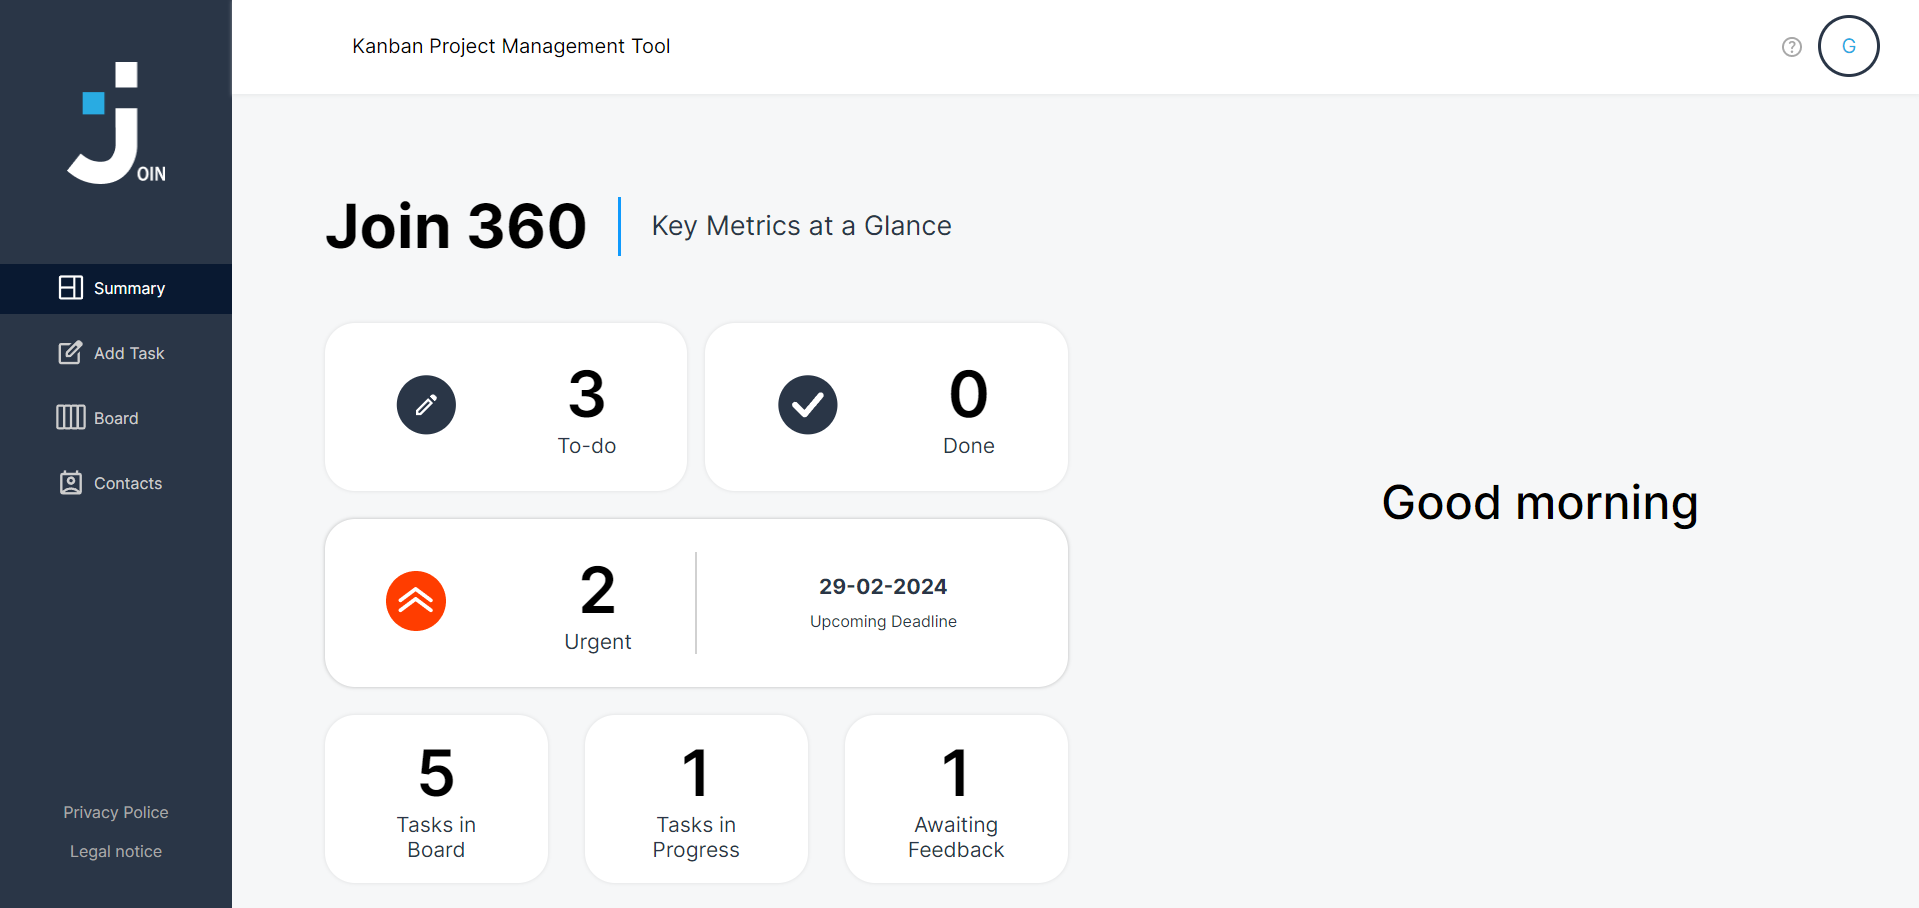 OIN
Summary
Add Task
Board
Contacts
Privacy Police
Legal notice
Kanban Project Management Tool
?
G
Join 360
Key Metrics at a Glance
3
To-do
0
Done
2
Urgent
29-02-2024
Upcoming Deadline
5
Tasks in
Board
1
Tasks in
Progress
1
Awaiting
Feedback
Good morning